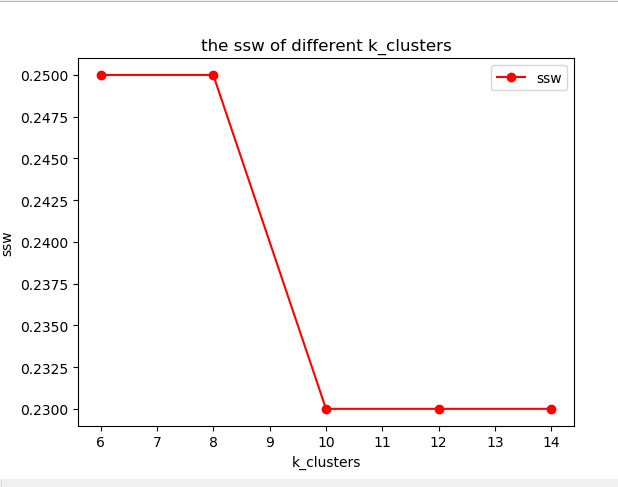 the ssw of different k_clusters
ssw
0.2500
0.2475
0.2450
0.2425
0.2400
0.2375
0.2350
0.2325
0.2300
ssw
6 7 8 9 10 11 12 13 14
k_clusters